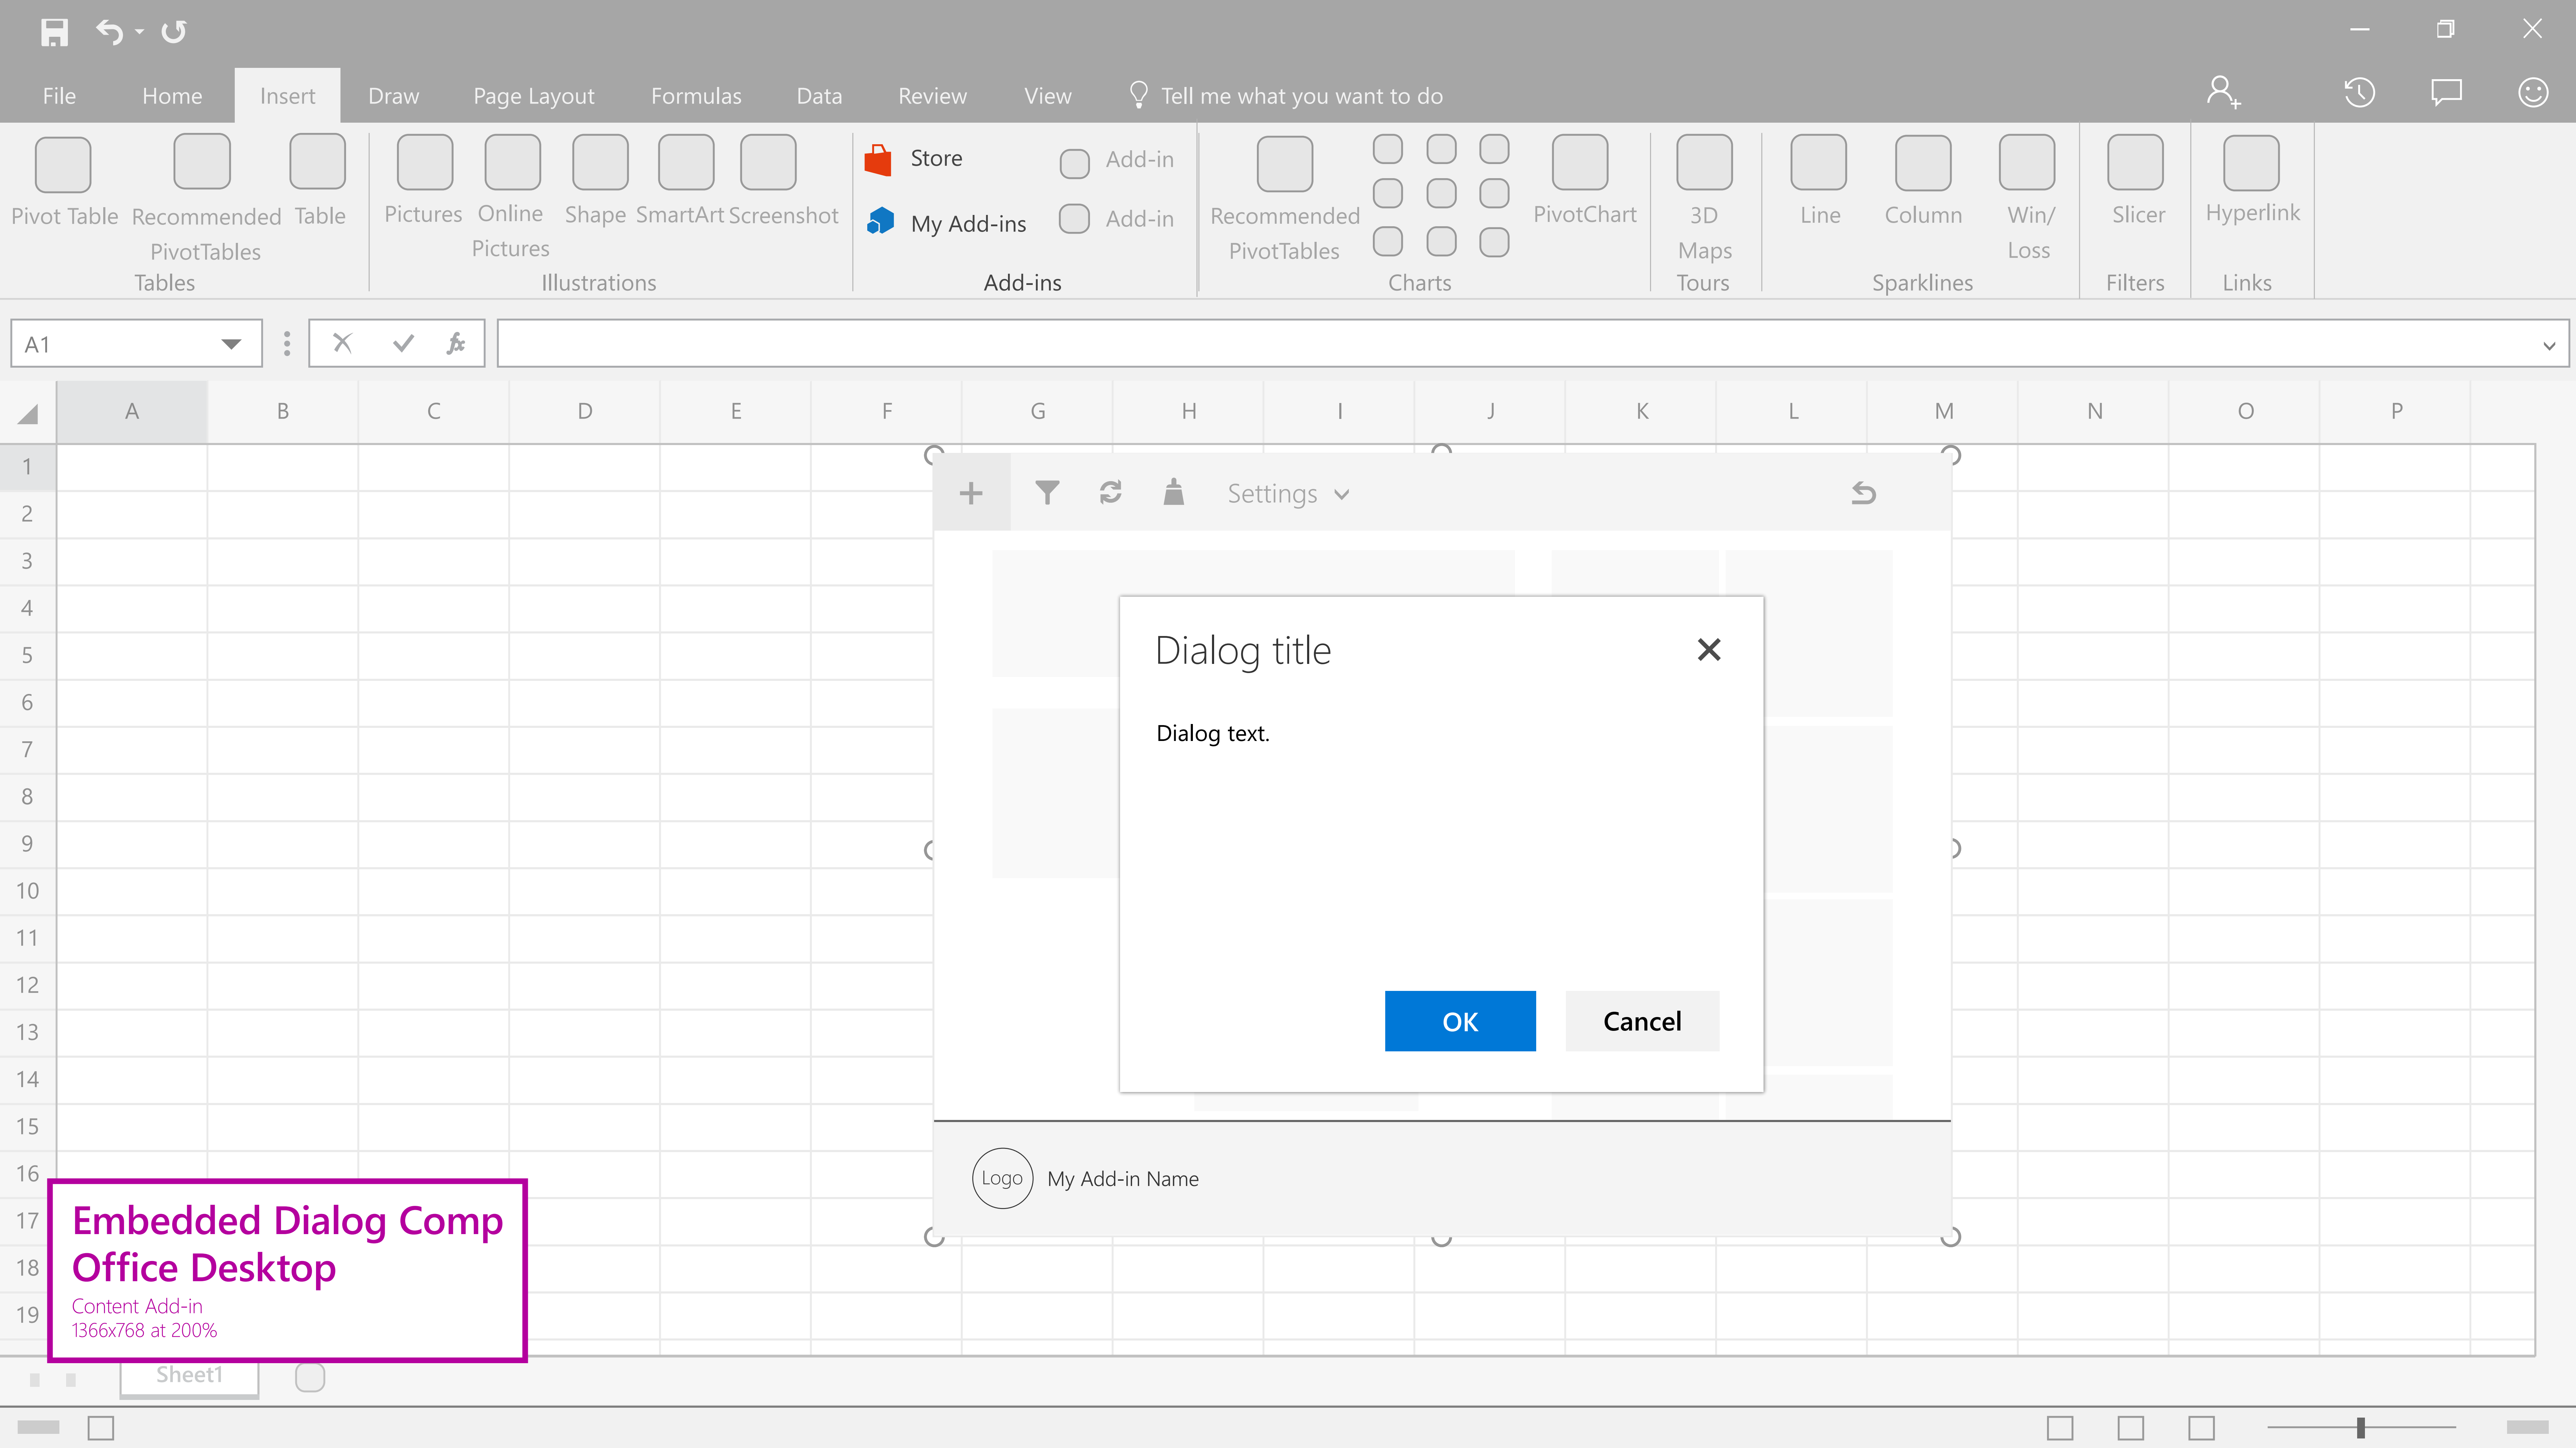 File Home Insert Draw Page Layout Formulas Data Review View Tell me what you want to do
Store Add-in
My Add-ins Add-in
Pivot Table Recommended Table Pictures Online Shape SmartArt Screenshot Recommended PivotChart 3D Line Column Win/ Slicer Hyperlink
PivotTables Pictures PivotTables Maps Loss
Tables Illustrations Add-ins Charts Tours Sparklines Filters Links
A1 fx
A B C D E F G H I J K L M N O P
1
Settings
2
3
4
Dialog title
5
6
Dialog text.
7
8
9
10
11
12
OK Cancel
13
14
15
16
Logo My Add-in Name
17
18
19
Embedded Dialog Comp
Office Desktop
Content Add-in
1366x768 at 200%
Sheet1